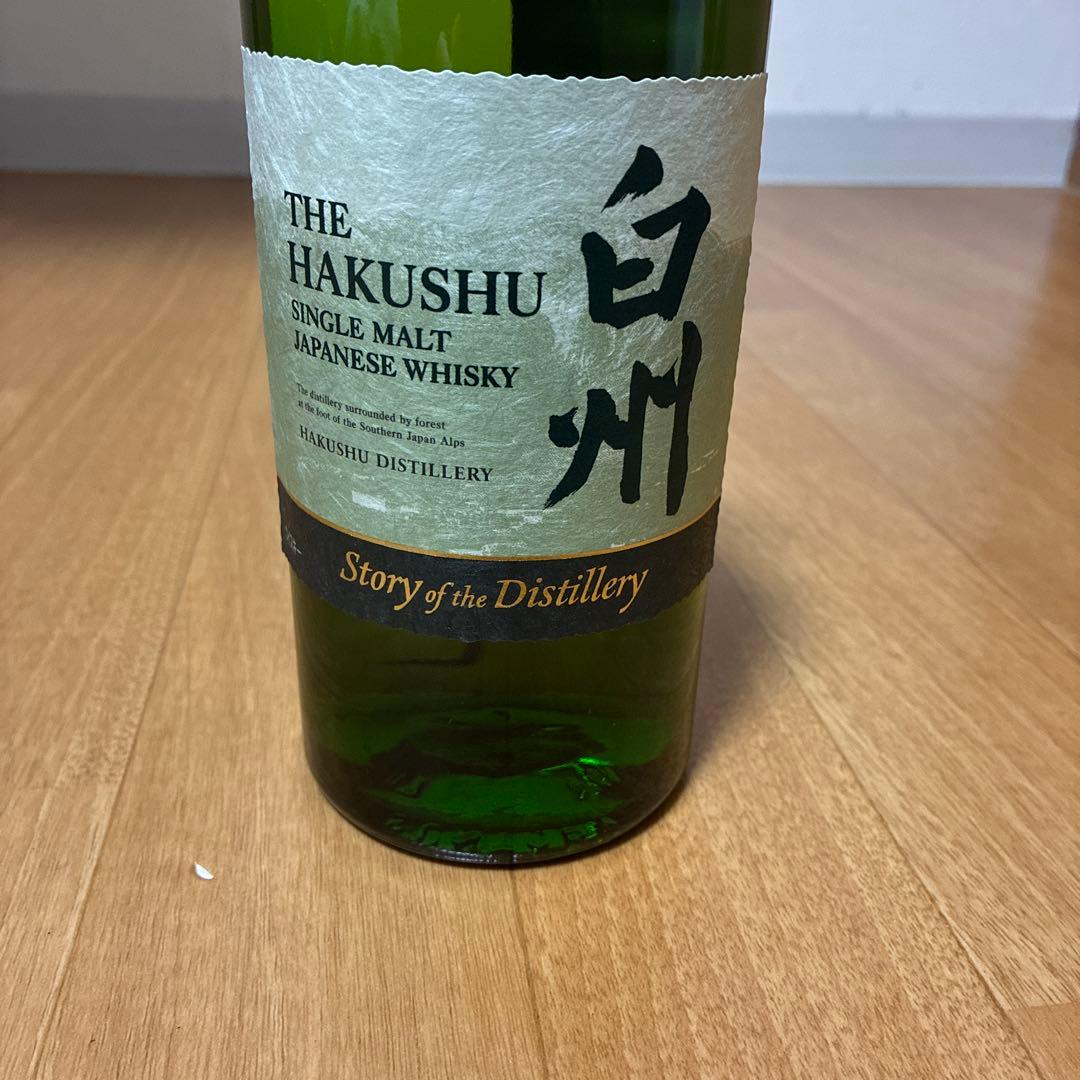 THE
HAKUSHU
SINGLE MALT
JAPANESE WHISKY
The distillery surrounded by forest
at the foot of the Southern Japan Alps
HAKUSHU DISTILLERY
白州
Story of the Distillery